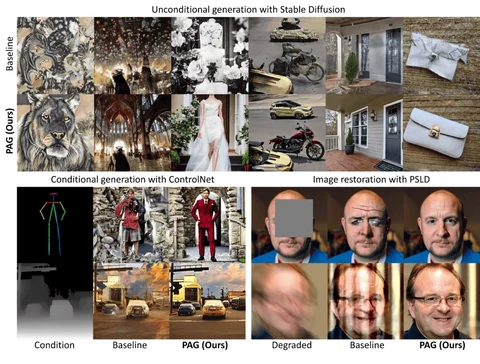 Unconditional generation with Stable Diffusion
Baseline
PAG (Ours)
Conditional generation with ControlNet
Image restoration with PSLD
Condition
Baseline
PAG (Ours)
Degraded
Baseline
PAG (Ours)